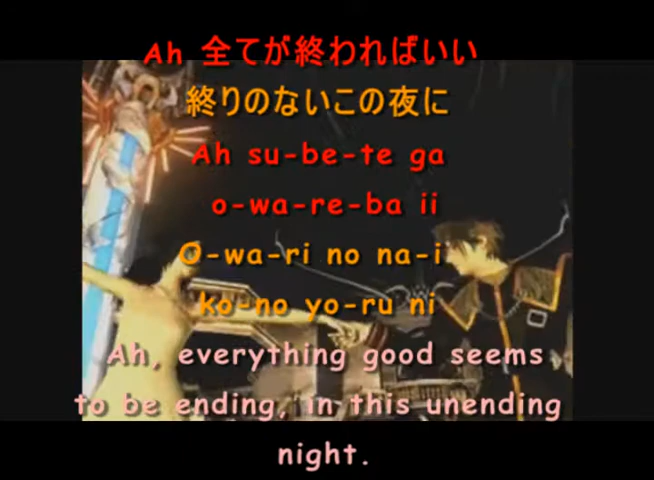 Ah 全てが終わればいい
終りのないこの夜に
Ah su-be-te ga
o-wa-re-ba ii
O-wa-ri no na-i
ko-no yo-ru ni
Ah, everything good seems
to be ending, in this unending
night.